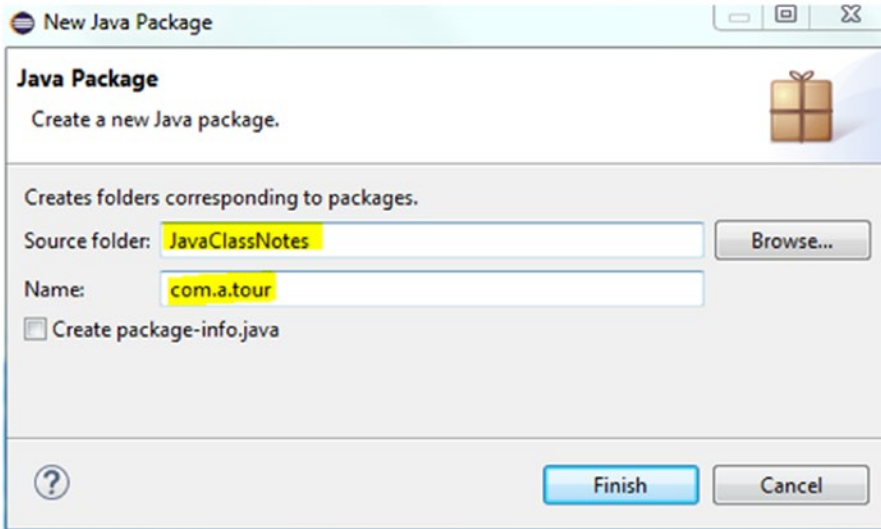 New Java Package
Java Package
Create a new Java package.
Creates folders corresponding to packages.
Source folder: JavaClassNotes Browse...
Name: com.a.tour
Create package-info.java
? Finish Cancel